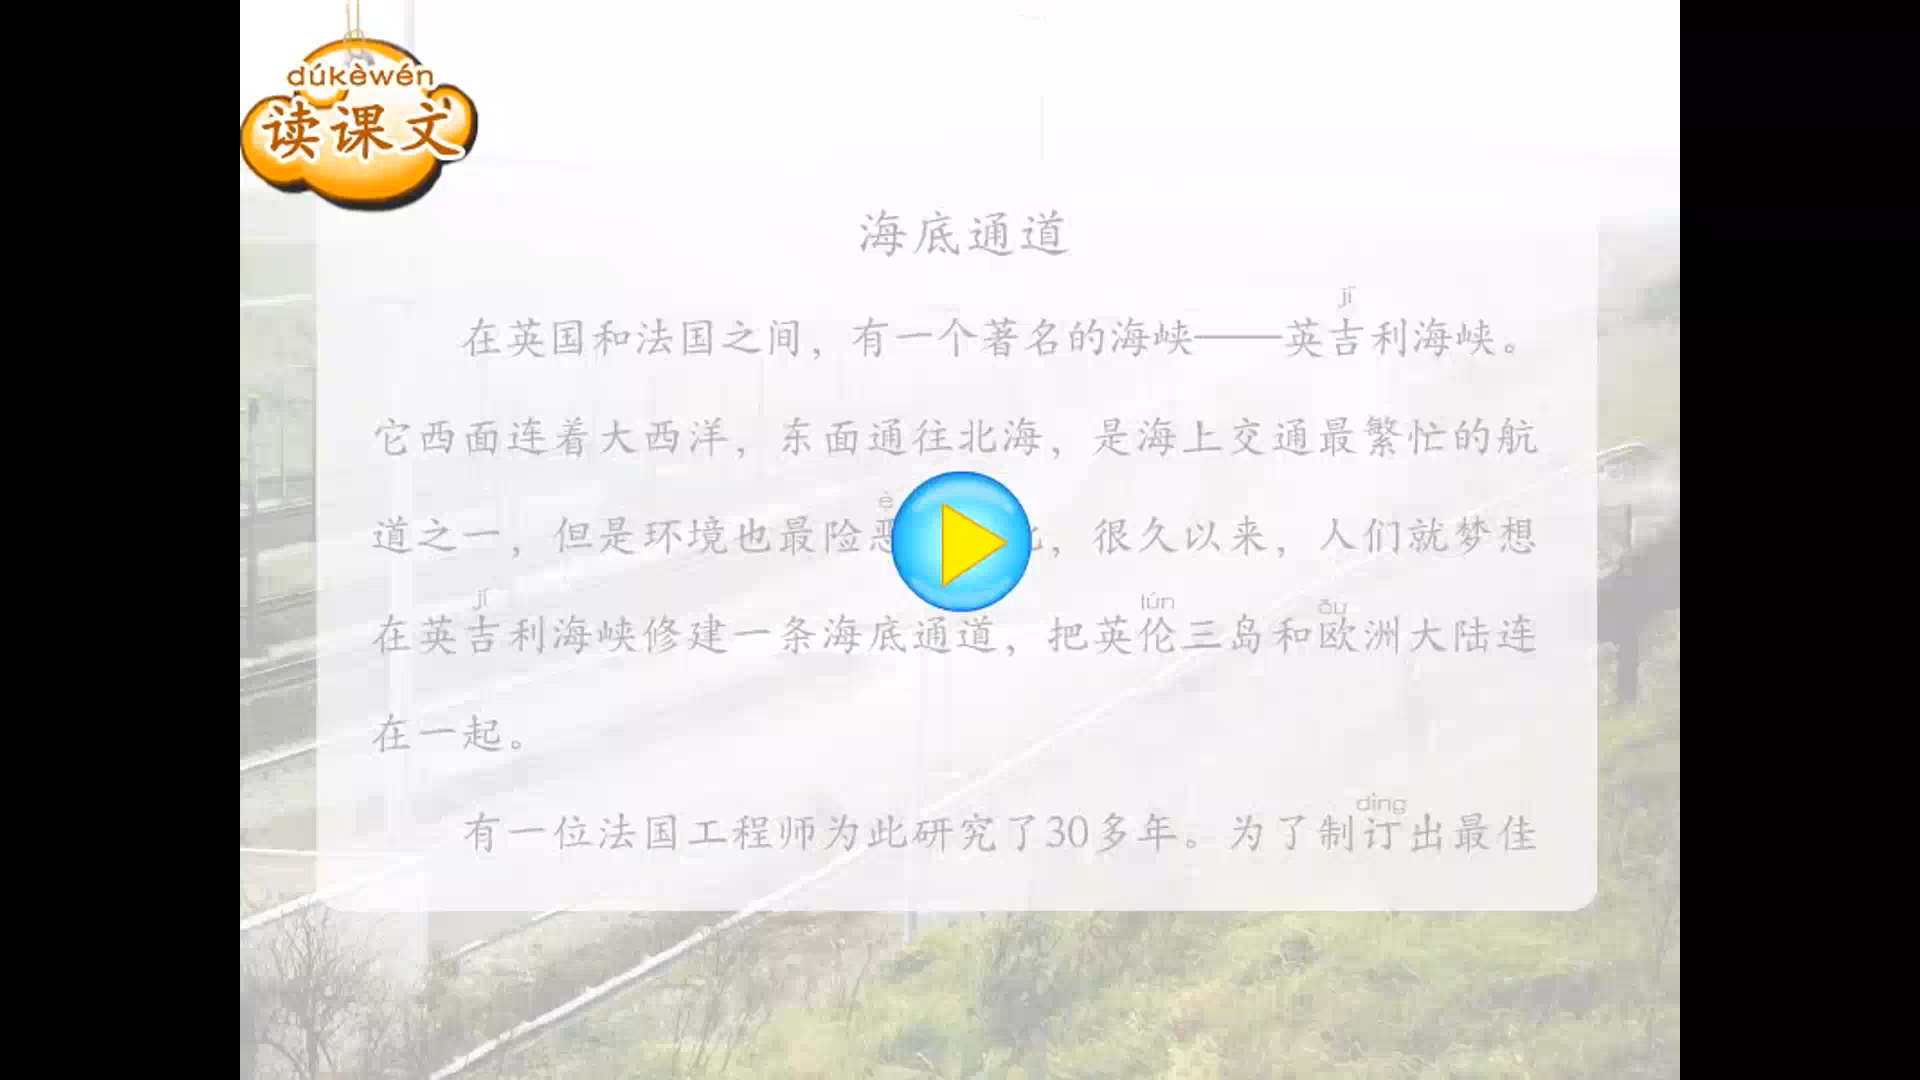 dúkèwén
读课文
海底通道
jí
在英国和法国之间，有一个著名的海峡——英吉利海峡。
它西面连着大西洋，东面通往北海，是海上交通最繁忙的航
è
道之一，但是环境也最险恶，很久以来，人们就梦想
jí lún ōu
在英吉利海峡修建一条海底通道，把英伦三岛和欧洲大陆连
在一起。
dìng
有一位法国工程师为此研究了30多年。为了制订出最佳